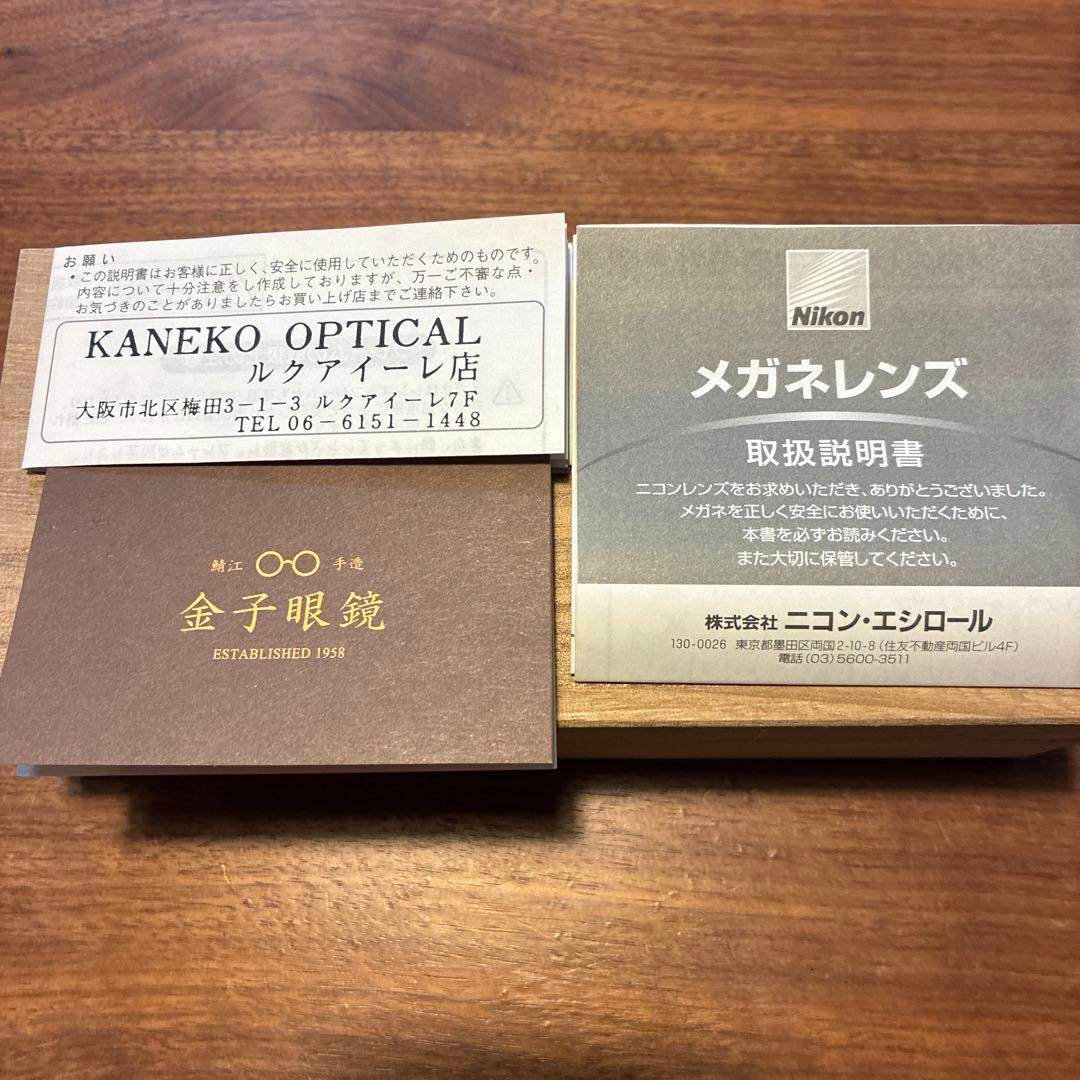 お願い
・この説明書はお客様に正しく、安全に使用していただくためのものです。
内容について十分注意をし作成しておりますが、万一ご不審な点・
お気づきのことがありましたらお買い上げ店までご連絡下さい。
KANEKO OPTICAL
ルクアイーレ店
大阪市北区梅田3-1-3 ルクアイーレ7F
TEL 06-6151-1448
鯖江 手造
金子眼鏡
ESTABLISHED 1958
Nikon
メガネレンズ
取扱説明書
ニコンレンズをお求めいただき、ありがとうございました。
メガネを正しく安全にお使いいただくために、
本書を必ずお読みください。
また大切に保管してください。
株式会社 ニコン・エシロール
130-0026 東京都墨田区両国2-10-8(住友不動産両国ビル4F)
電話(03)5600-3511